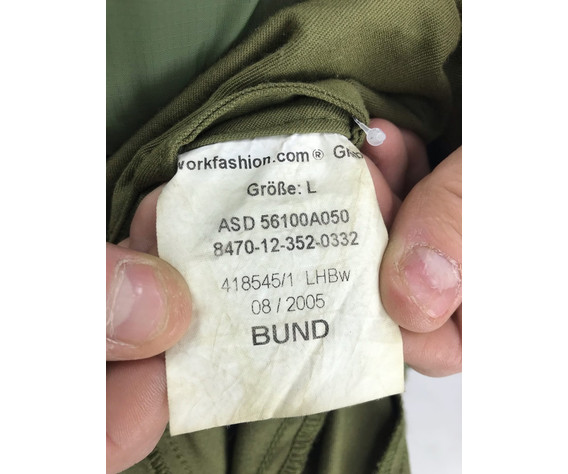 workfashion.com®
Größe: L
ASD 56100A050
8470-12-352-0332
418545/1 LHBw
08 / 2005
BUND